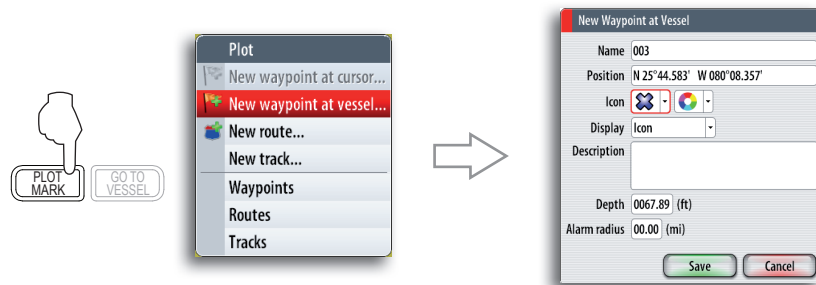 PLOT
MARK
GO TO
VESSEL
Plot
New waypoint at cursor...
New waypoint at vessel...
New route...
New track...
Waypoints
Routes
Tracks
New Waypoint at Vessel
Name 003
Position N 25°44.583' W 080°08.357'
Icon
Display Icon
Description
Depth 0067.89 (ft)
Alarm radius 00.00 (mi)
Save Cancel